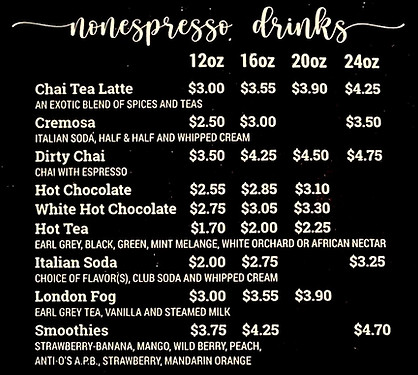 nonespresso drinks
12oz 16oz 20oz 24oz
Chai Tea Latte $3.00 $3.55 $3.90 $4.25
AN EXOTIC BLEND OF SPICES AND TEAS
Cremosa $2.50 $3.00 $3.50
ITALIAN SODA, HALF & HALF AND WHIPPED CREAM
Dirty Chai $3.50 $4.25 $4.50 $4.75
CHAI WITH ESPRESSO
Hot Chocolate $2.55 $2.85 $3.10
White Hot Chocolate $2.75 $3.05 $3.30
Hot Tea $1.70 $2.00 $2.25
EARL GREY, BLACK, GREEN, MINT MELANGE, WHITE ORCHARD OR AFRICAN NECTAR
Italian Soda $2.00 $2.75 $3.25
CHOICE OF FLAVOR(S), CLUB SODA AND WHIPPED CREAM
London Fog $3.00 $3.55 $3.90
EARL GREY TEA, VANILLA AND STEAMED MILK
Smoothies $3.75 $4.25 $4.70
STRAWBERRY-BANANA, MANGO, WILD BERRY, PEACH,
ANTI-O'S A.P.B., STRAWBERRY, MANDARIN ORANGE